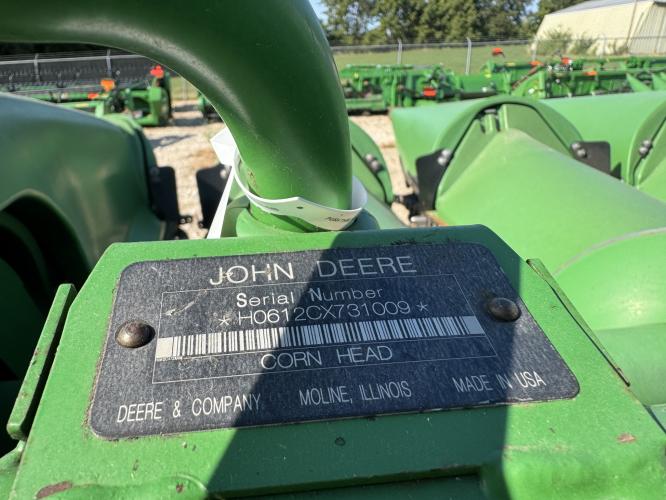 JOHN DEERE
Serial Number
*H0612CX731009*
CORN HEAD
DEERE & COMPANY MOLINE, ILLINOIS MADE IN USA